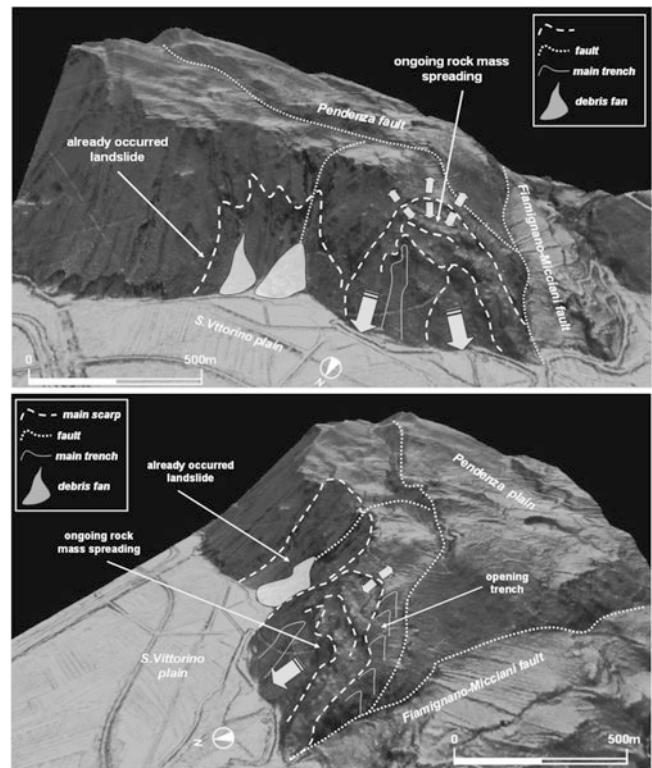 fault
main trench
debris fan
ongoing rock mass
spreading
Pendenza fault
already occurred
landslide
Fiamignano-Micciani fault
S.Vttorino plain
0
500m
N
main scarp
fault
main trench
debris fan
already occurred
landslide
ongoing rock
mass spreading
Pendenza plain
opening
trench
S.Vittorino
plain
Fiamignano-Micciani fault
N
0
500m